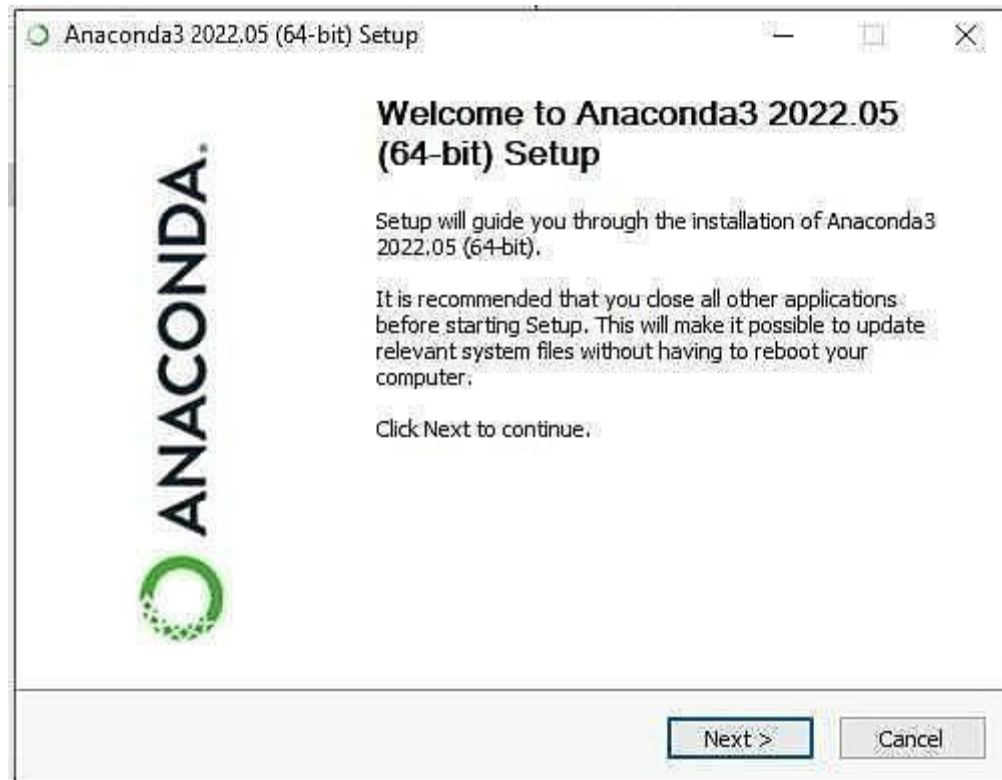 Anaconda3 2022.05 (64-bit) Setup
Welcome to Anaconda3 2022.05
(64-bit) Setup
Setup will guide you through the installation of Anaconda3
2022.05 (64-bit).
It is recommended that you close all other applications
before starting Setup. This will make it possible to update
relevant system files without having to reboot your
computer.
Click Next to continue.
ANACONDA.
Next >
Cancel